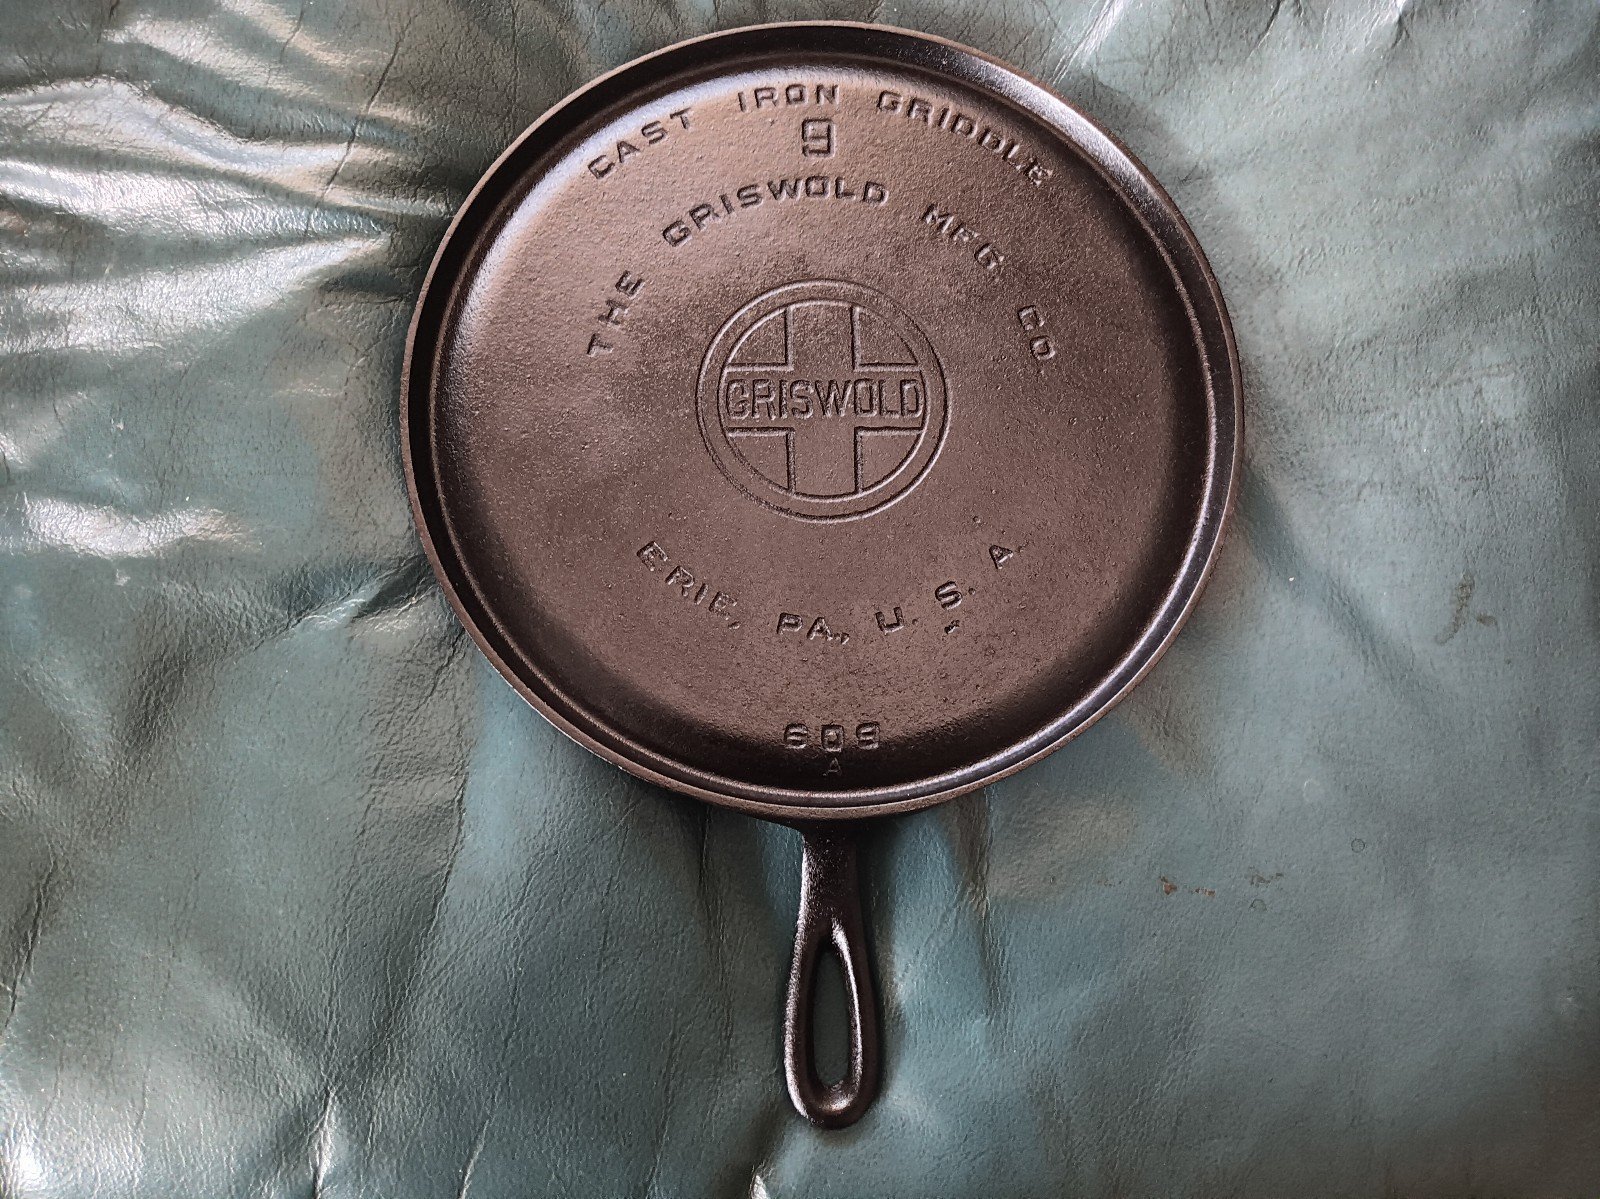 CAST IRON GRIDDLE
9
THE GRISWOLD MFG. CO.
GRISWOLD
ERIE, PA., U. S. A
609
A